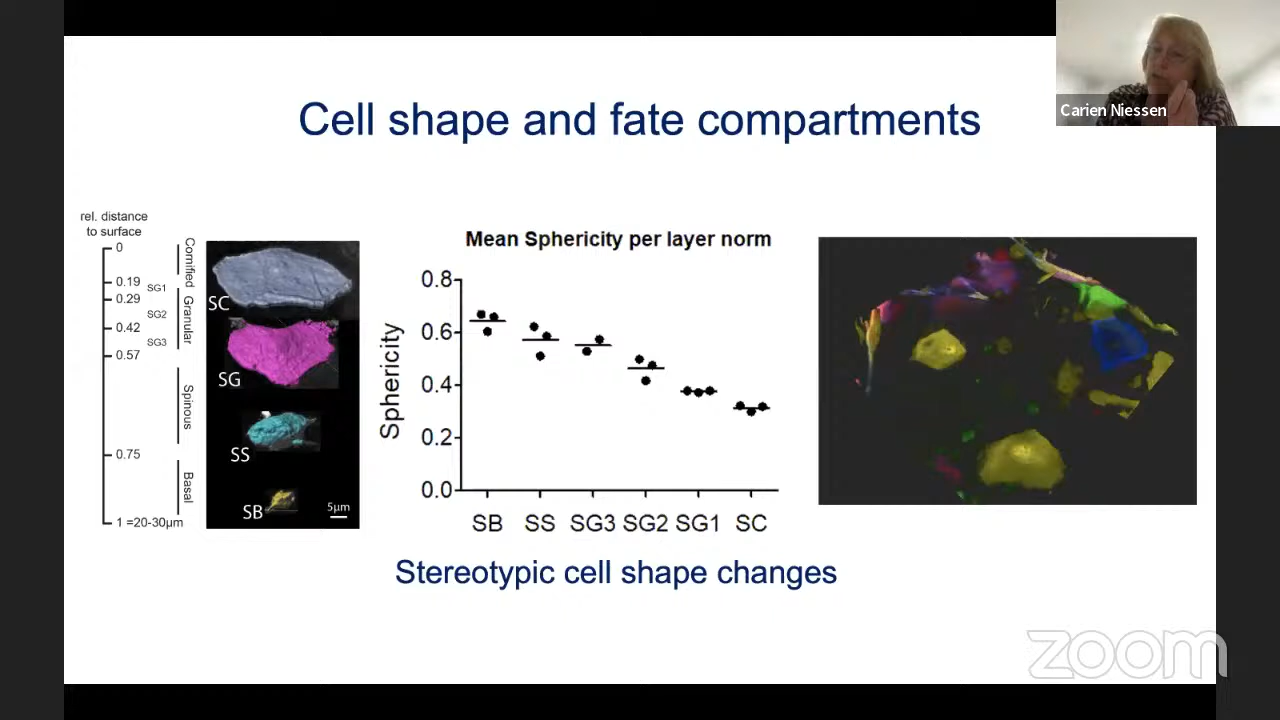 Carien Niessen
Cell shape and fate compartments
rel. distance
to surface
0
0.19
0.29
0.42
0.57
0.75
1 =20-30µm
SG1
SG2
SG3
Cornified
Granular
Spinous
Basal
SC
SG
SS
SB
5µm
Mean Sphericity per layer norm
Sphericity
0.8
0.6
0.4
0.2
0.0
SB SS SG3 SG2 SG1 SC
Stereotypic cell shape changes
zoom